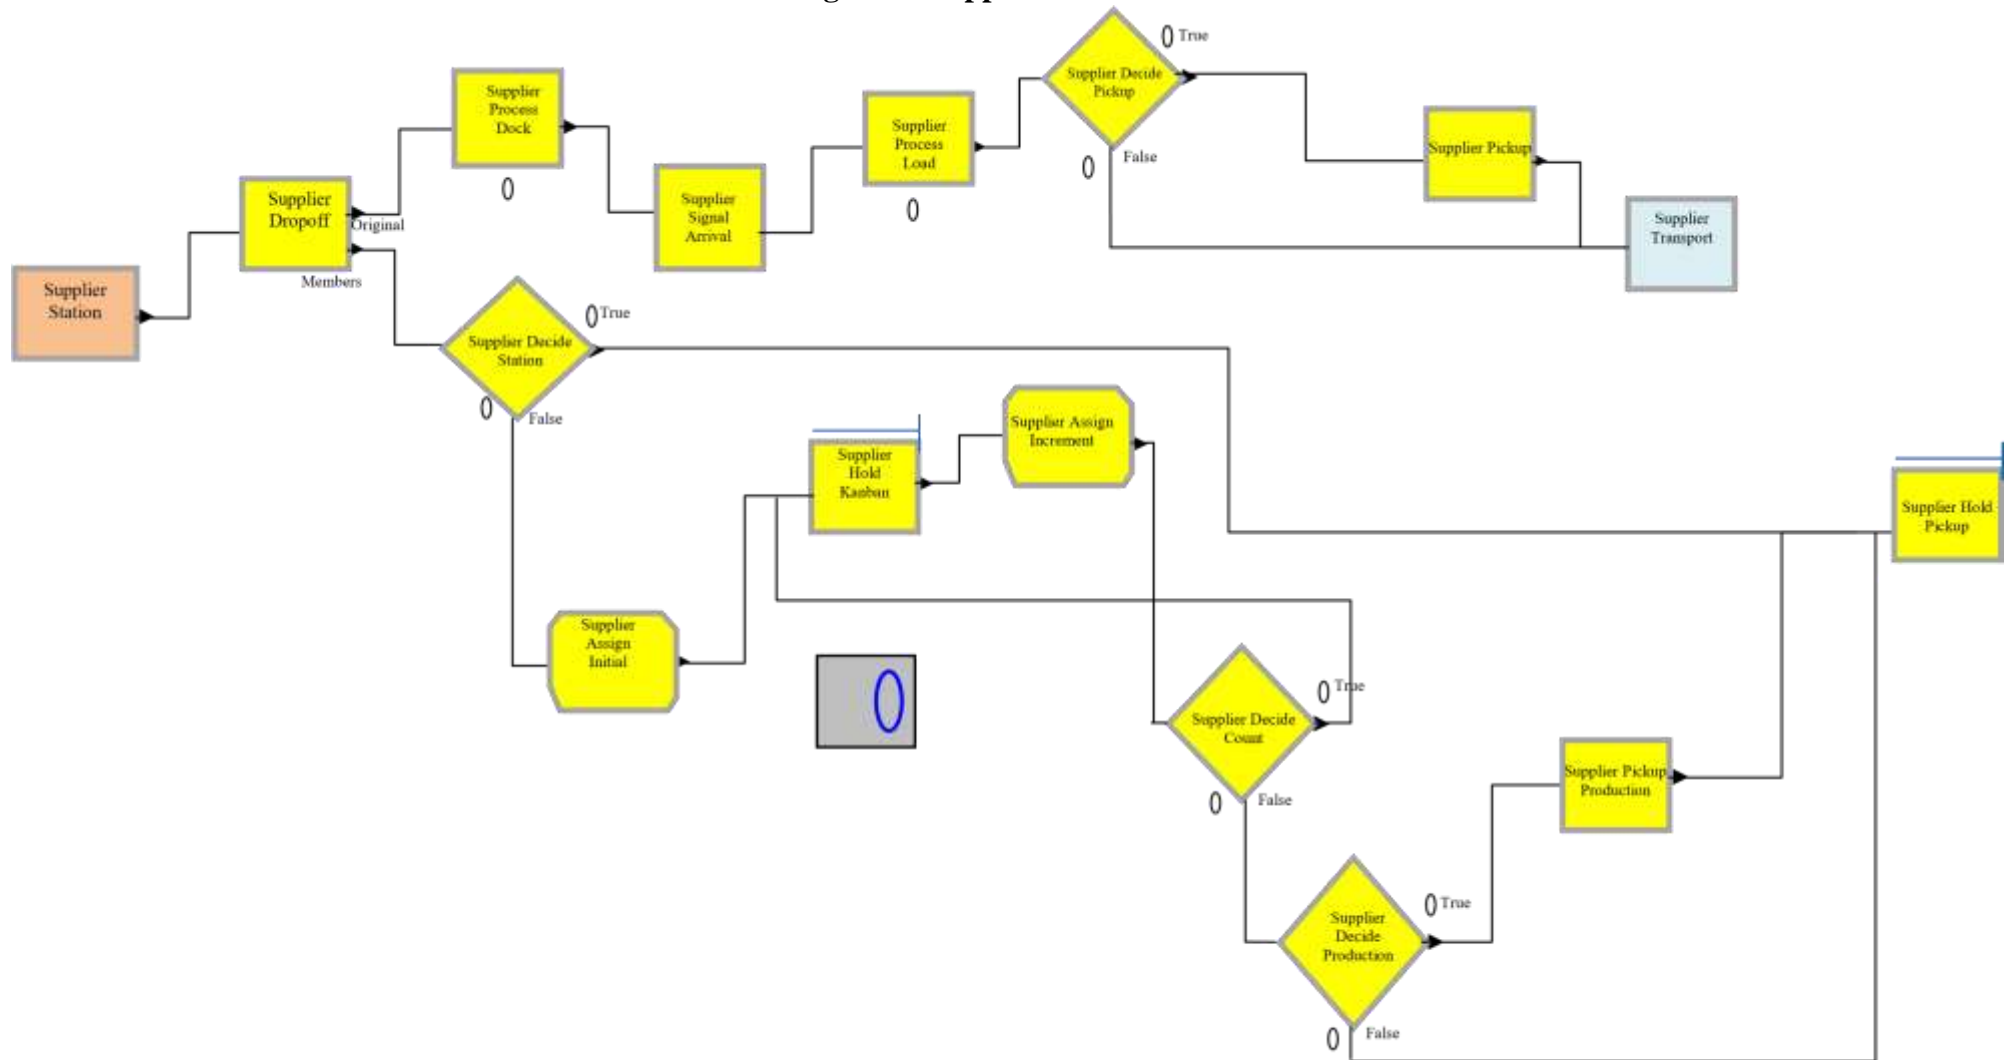 Supplier Decide
Pickup
0 True
0
False
Supplier
Process
Dock
0
Supplier
Process
Load
0
Supplier Pickup
Supplier
Dropoff
Original
Members
Supplier
Signal
Arrival
Supplier
Transport
Supplier
Station
Supplier Decide
Station
0 True
0
False
Supplier
Hold
Kanban
Supplier Assign
Increment
Supplier Hold
Pickup
Supplier
Assign
Initial
0
Supplier Decide
Count
0 True
0
False
Supplier Pickup
Production
Supplier
Decide
Production
0 True
0
False